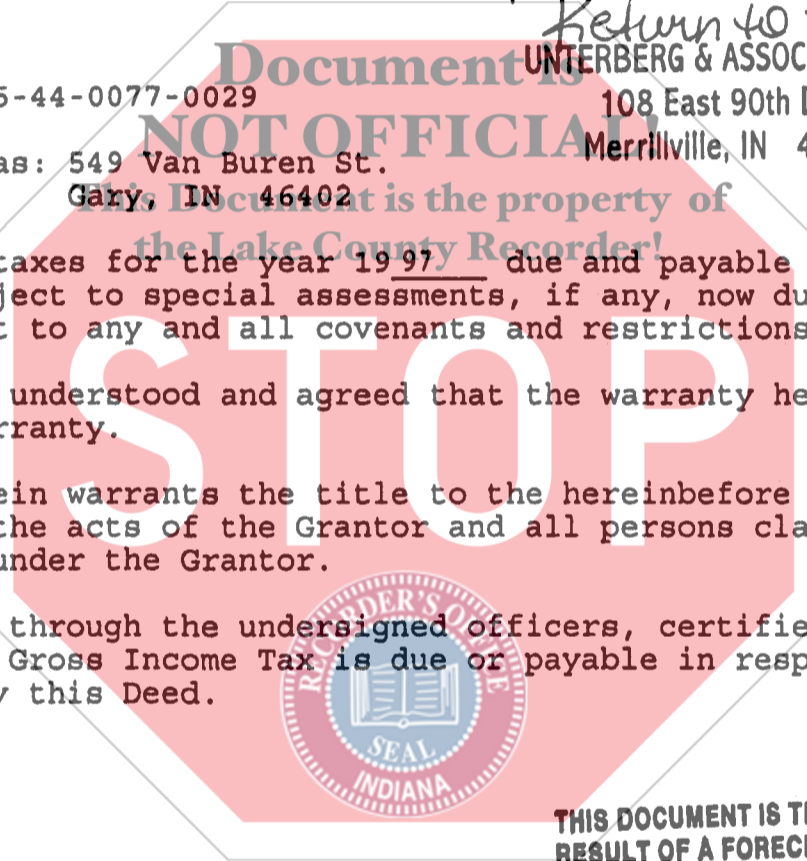 Return to
UNTERBERG & ASSOC
Document is
5-44-0077-0029
108 East 90th
NOT OFFICIAL!
Merrillville, IN 4
as: 549 Van Buren St.
Gary, IN 46402
This Document is the property of
the Lake County Recorder!
taxes for the year 19 97 due and payable
ject to special assessments, if any, now du
t to any and all covenants and restrictions
understood and agreed that the warranty he
rranty.
ein warrants the title to the hereinbefore
the acts of the Grantor and all persons cla
under the Grantor.
STOP
through the undersigned officers, certifie
Gross Income Tax is due or payable in resp
y this Deed.
RECORDER'S OFFICE
SEAL
INDIANA
THIS DOCUMENT IS T
RESULT OF A FOREC